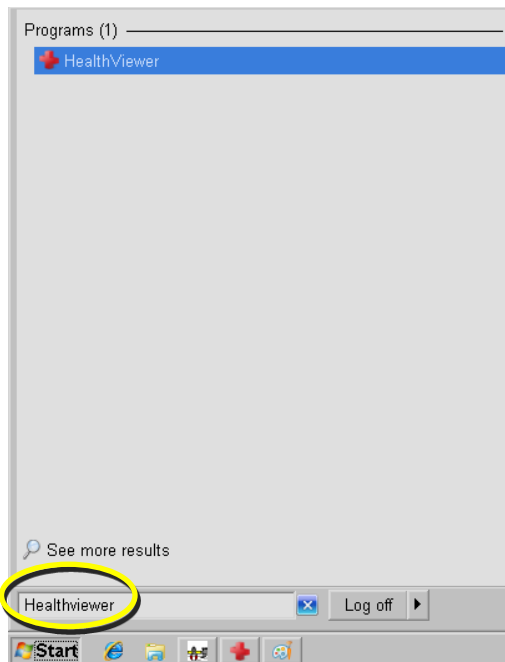 Programs (1)
HealthViewer
See more results
Healthviewer
Log off
Start